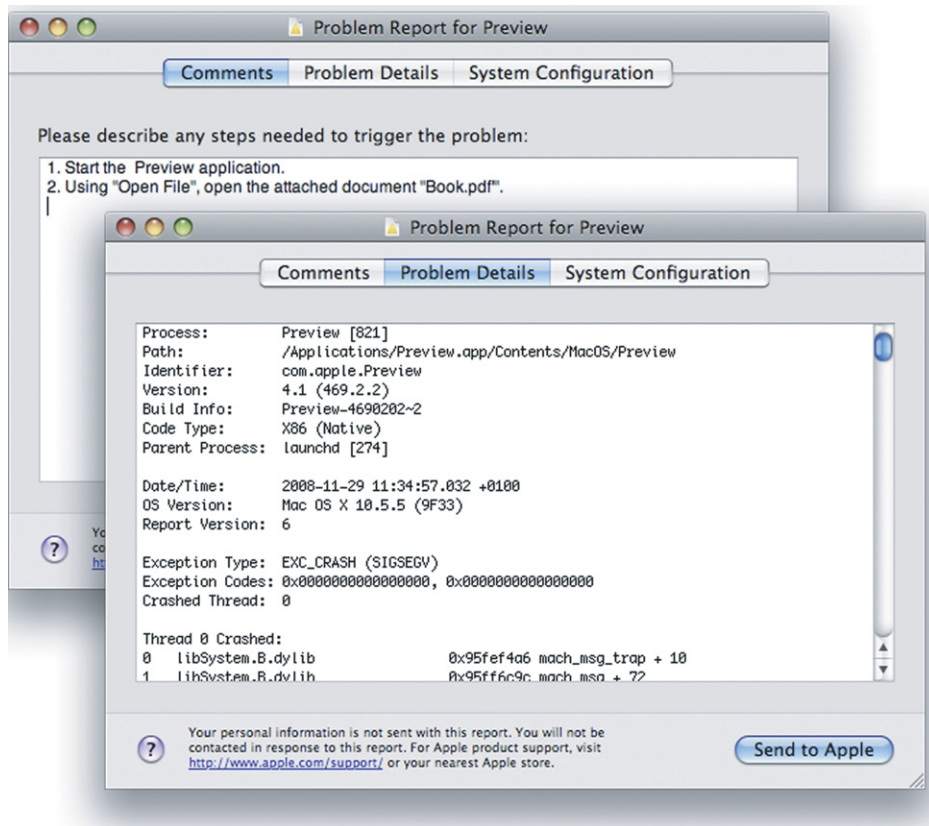 Problem Report for Preview
Comments Problem Details System Configuration
Please describe any steps needed to trigger the problem:
1. Start the Preview application.
2. Using "Open File", open the attached document "Book.pdf".
?
Yo
co
ht
Problem Report for Preview
Comments Problem Details System Configuration
Process: Preview [821]
Path: /Applications/Preview.app/Contents/MacOS/Preview
Identifier: com.apple.Preview
Version: 4.1 (469.2.2)
Build Info: Preview-4690202~2
Code Type: X86 (Native)
Parent Process: launchd [274]
Date/Time: 2008-11-29 11:34:57.032 +0100
OS Version: Mac OS X 10.5.5 (9F33)
Report Version: 6
Exception Type: EXC_CRASH (SIGSEGV)
Exception Codes: 0x0000000000000000, 0x0000000000000000
Crashed Thread: 0
Thread 0 Crashed:
0 libSystem.B.dylib 0x95fef4a6 mach_msg_trap + 10
1 libSystem.B.dylib 0x95ff6c9c mach_msg + 72
?
Your personal information is not sent with this report. You will not be
contacted in response to this report. For Apple product support, visit
http://www.apple.com/support/ or your nearest Apple store.
Send to Apple